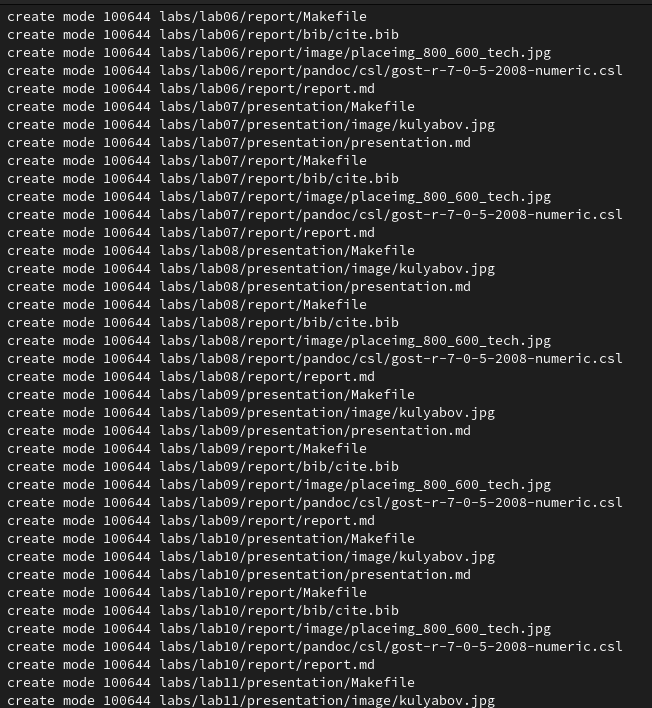 create mode 100644 labs/lab06/report/Makefile
create mode 100644 labs/lab06/report/bib/cite.bib
create mode 100644 labs/lab06/report/image/placeimg_800_600_tech.jpg
create mode 100644 labs/lab06/report/pandoc/csl/gost-r-7-0-5-2008-numeric.csl
create mode 100644 labs/lab06/report/report.md
create mode 100644 labs/lab07/presentation/Makefile
create mode 100644 labs/lab07/presentation/image/kulyabov.jpg
create mode 100644 labs/lab07/presentation/presentation.md
create mode 100644 labs/lab07/report/Makefile
create mode 100644 labs/lab07/report/bib/cite.bib
create mode 100644 labs/lab07/report/image/placeimg_800_600_tech.jpg
create mode 100644 labs/lab07/report/pandoc/csl/gost-r-7-0-5-2008-numeric.csl
create mode 100644 labs/lab07/report/report.md
create mode 100644 labs/lab08/presentation/Makefile
create mode 100644 labs/lab08/presentation/image/kulyabov.jpg
create mode 100644 labs/lab08/presentation/presentation.md
create mode 100644 labs/lab08/report/Makefile
create mode 100644 labs/lab08/report/bib/cite.bib
create mode 100644 labs/lab08/report/image/placeimg_800_600_tech.jpg
create mode 100644 labs/lab08/report/pandoc/csl/gost-r-7-0-5-2008-numeric.csl
create mode 100644 labs/lab08/report/report.md
create mode 100644 labs/lab09/presentation/Makefile
create mode 100644 labs/lab09/presentation/image/kulyabov.jpg
create mode 100644 labs/lab09/presentation/presentation.md
create mode 100644 labs/lab09/report/Makefile
create mode 100644 labs/lab09/report/bib/cite.bib
create mode 100644 labs/lab09/report/image/placeimg_800_600_tech.jpg
create mode 100644 labs/lab09/report/pandoc/csl/gost-r-7-0-5-2008-numeric.csl
create mode 100644 labs/lab09/report/report.md
create mode 100644 labs/lab10/presentation/Makefile
create mode 100644 labs/lab10/presentation/image/kulyabov.jpg
create mode 100644 labs/lab10/presentation/presentation.md
create mode 100644 labs/lab10/report/Makefile
create mode 100644 labs/lab10/report/bib/cite.bib
create mode 100644 labs/lab10/report/image/placeimg_800_600_tech.jpg
create mode 100644 labs/lab10/report/pandoc/csl/gost-r-7-0-5-2008-numeric.csl
create mode 100644 labs/lab10/report/report.md
create mode 100644 labs/lab11/presentation/Makefile
create mode 100644 labs/lab11/presentation/image/kulyabov.jpg